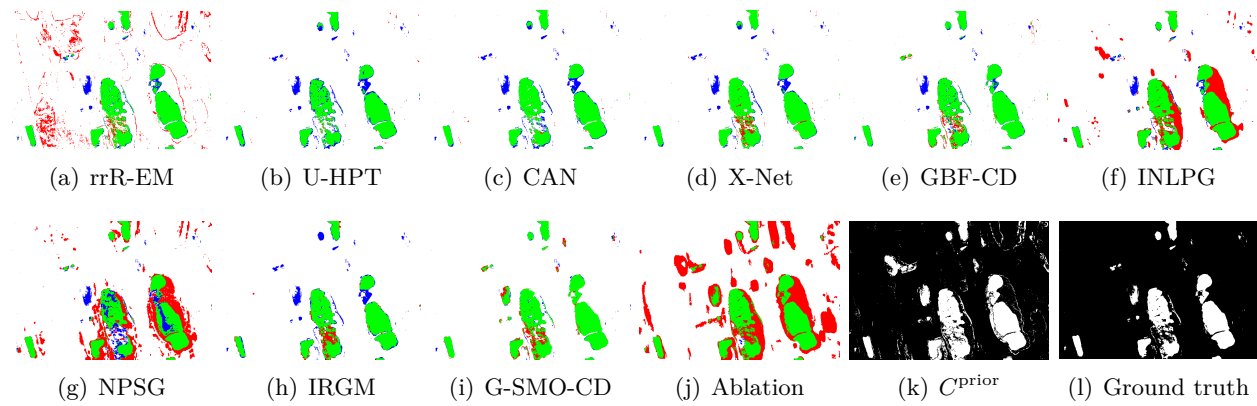 (a) rrR-EM (b) U-HPT (c) CAN (d) X-Net (e) GBF-CD (f) INLPG
(g) NPSG (h) IRGM (i) G-SMO-CD (j) Ablation (k) C^prior (l) Ground truth